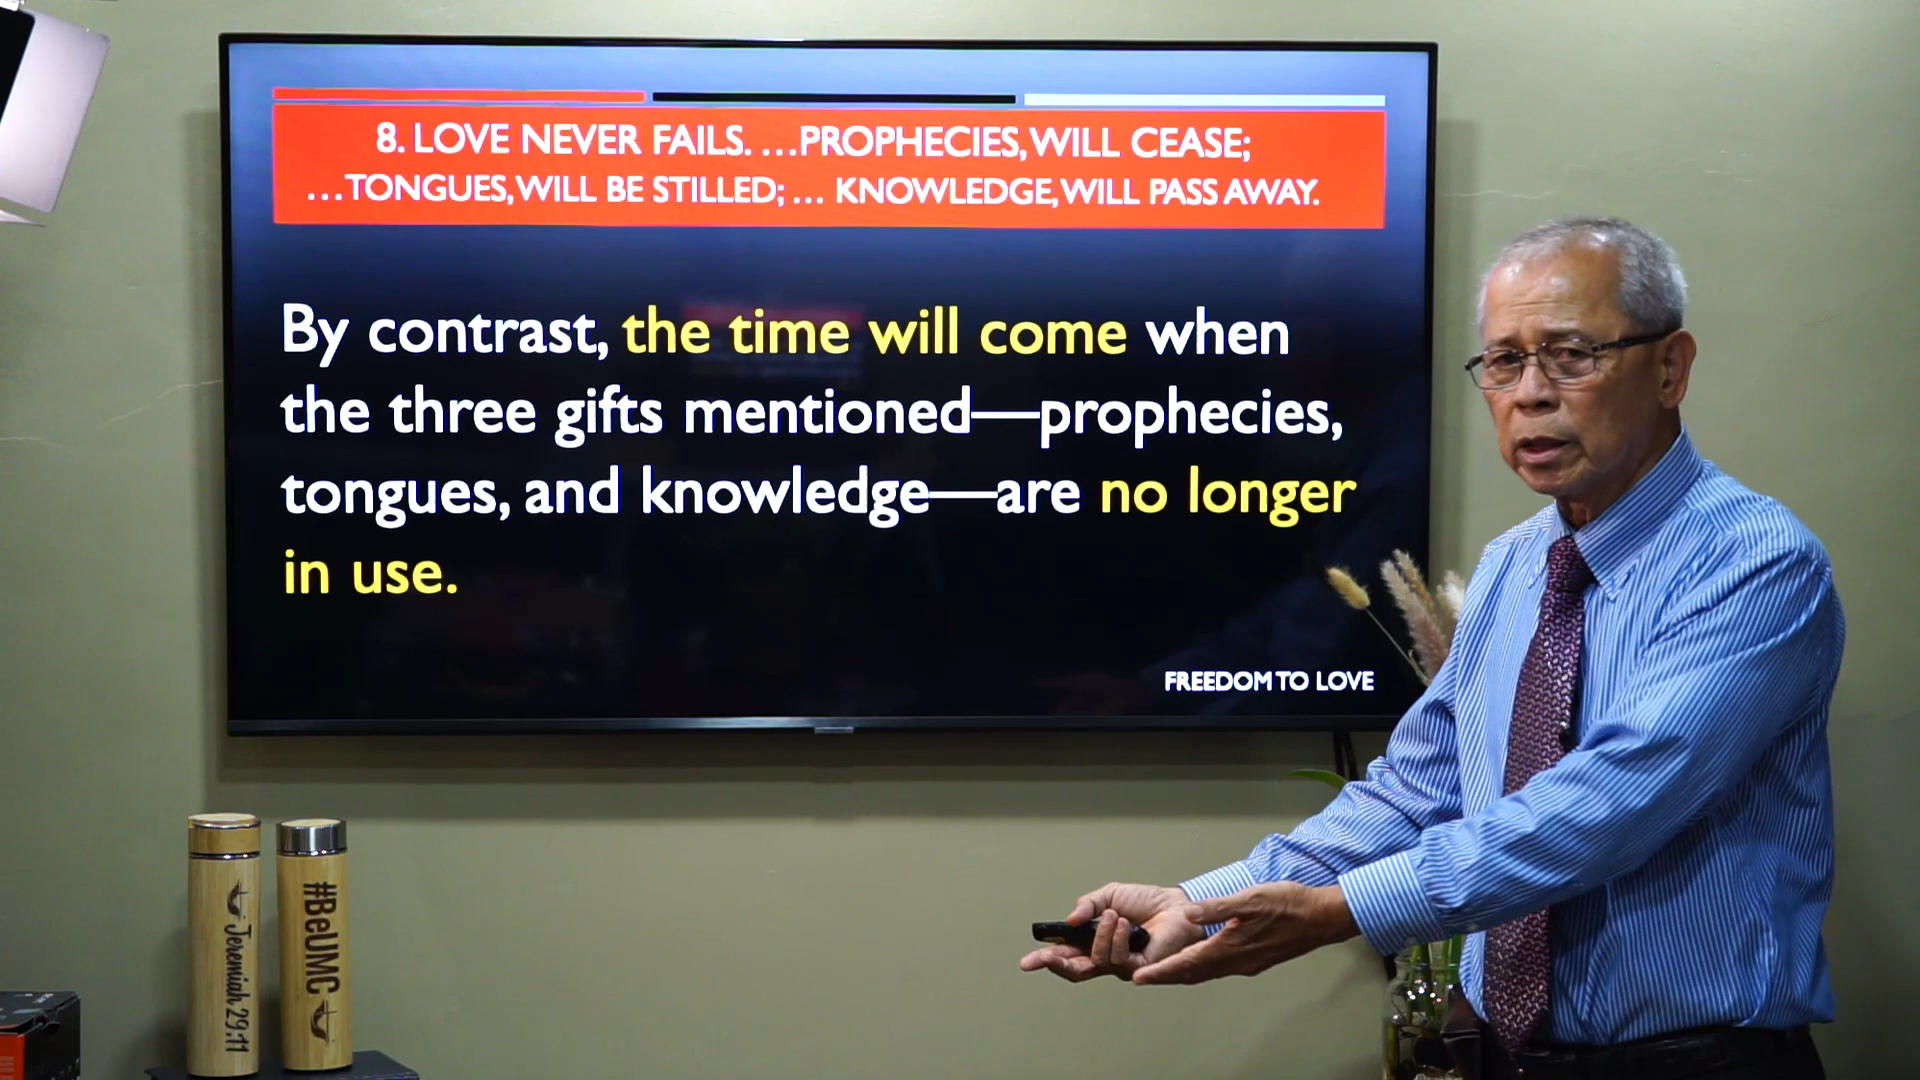 8. LOVE NEVER FAILS. …PROPHECIES, WILL CEASE;
…TONGUES, WILL BE STILLED; … KNOWLEDGE, WILL PASS AWAY.
By contrast, the time will come when
the three gifts mentioned—prophecies,
tongues, and knowledge—are no longer
in use.
FREEDOM TO LOVE
Jeremiah 29:11
#BeUMC